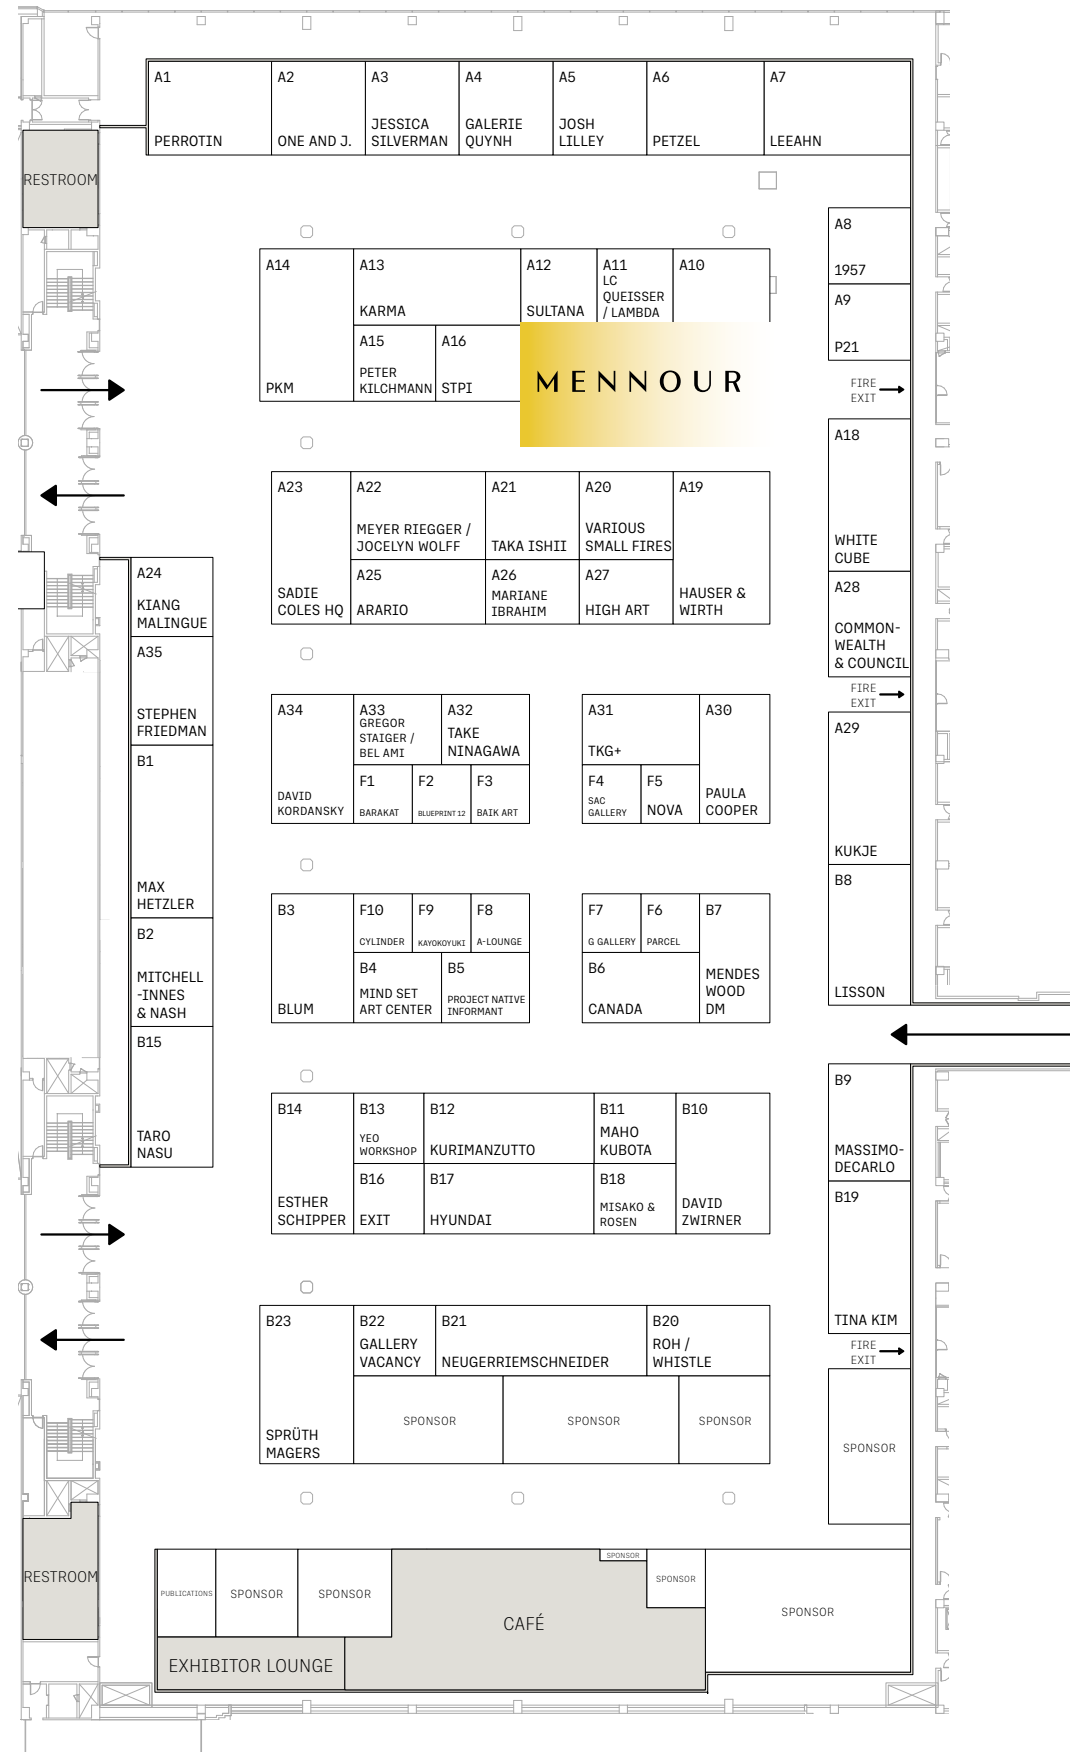 A1
PERROTIN
A2
ONE AND J.
A3
JESSICA
SILVERMAN
A4
GALERIE
QUYNH
A5
JOSH
LILLEY
A6
PETZEL
A7
LEEAHN
RESTROOM
A8
1957
A9
P21
A14
PKM
A13
KARMA
A12
SULTANA
A11
LC
QUEISSER
/ LAMBDA
A10
A15
PETER
KILCHMANN
A16
STPI
MENNOUR
FIRE
EXIT
A18
WHITE
CUBE
A23
SADIE
COLES HQ
A22
MEYER RIEGGER /
JOCELYN WOLFF
A21
TAKA ISHII
A20
VARIOUS
SMALL FIRES
A19
HAUSER &
WIRTH
A25
ARARIO
A26
MARIANE
IBRAHIM
A27
HIGH ART
A24
KIANG
MALINGUE
A28
COMMON-
WEALTH
& COUNCIL
FIRE
EXIT
A35
STEPHEN
FRIEDMAN
A34
DAVID
KORDANSKY
A33
GREGOR
STAIGER /
BEL AMI
A32
TAKE
NINAGAWA
A31
TKG+
A30
PAULA
COOPER
A29
KUKJE
F1
BARAKAT
F2
BLUEPRINT12
F3
BAIK ART
F4
SAC
GALLERY
F5
NOVA
B1
MAX
HETZLER
B8
LISSON
B3
BLUM
F10
CYLINDER
F9
KAYOKOYUKI
F8
A-LOUNGE
F7
G GALLERY
F6
PARCEL
B7
MENDES
WOOD
DM
B2
MITCHELL
-INNES
& NASH
B4
MIND SET
ART CENTER
B5
PROJECT NATIVE
INFORMANT
B6
CANADA
B15
TARO
NASU
B9
MASSIMO-
DECARLO
B14
ESTHER
SCHIPPER
B13
YEO
WORKSHOP
B12
KURIMANZUTTO
B11
MAHO
KUBOTA
B10
DAVID
ZWIRNER
B16
EXIT
B17
HYUNDAI
B18
MISAKO &
ROSEN
B19
TINA KIM
FIRE
EXIT
B23
SPRÜTH
MAGERS
B22
GALLERY
VACANCY
B21
NEUGERRIEMSCHNEIDER
B20
ROH /
WHISTLE
SPONSOR
SPONSOR
SPONSOR
SPONSOR
RESTROOM
PUBLICATIONS
SPONSOR
SPONSOR
SPONSOR
SPONSOR
SPONSOR
CAFÉ
EXHIBITOR LOUNGE